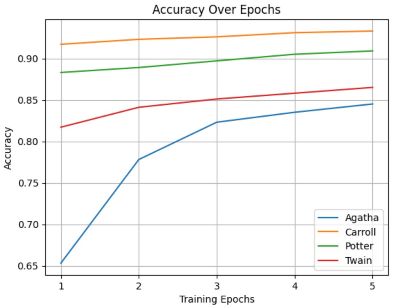 Accuracy Over Epochs
Accuracy
0.90
0.85
0.80
0.75
0.70
0.65
1 2 3 4 5
Training Epochs
Agatha
Carroll
Potter
Twain